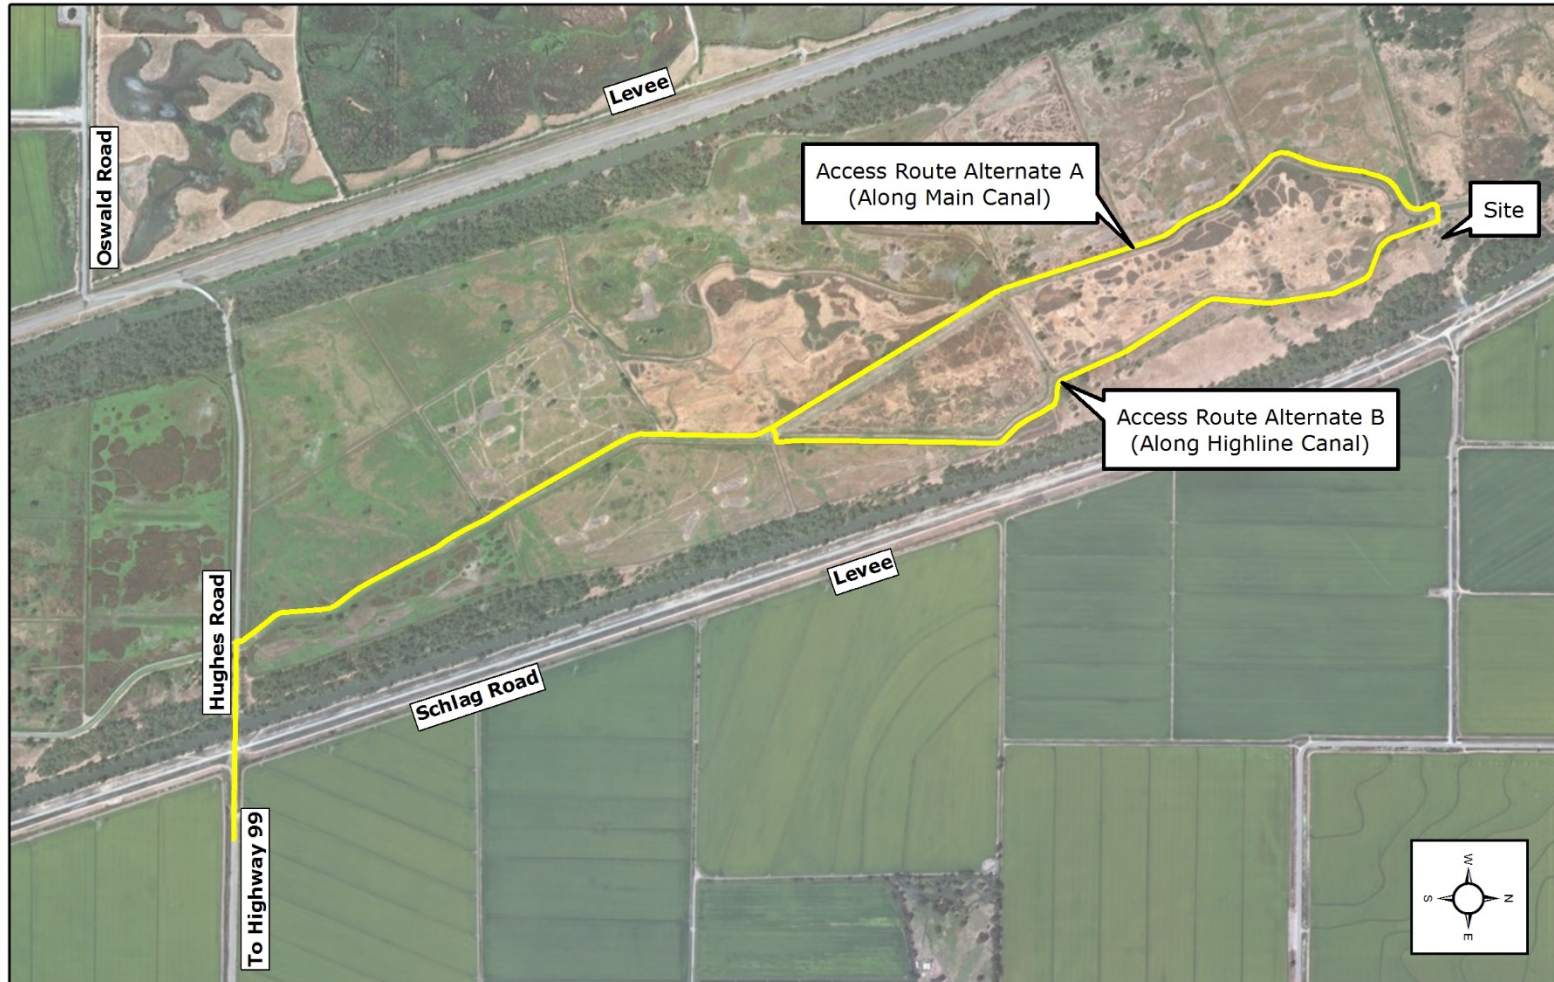 Levee
Oswald Road
Access Route Alternate A
(Along Main Canal)
Site
Access Route Alternate B
(Along Highline Canal)
Levee
Hughes Road
Schlag Road
To Highway 99
W
S
N
E